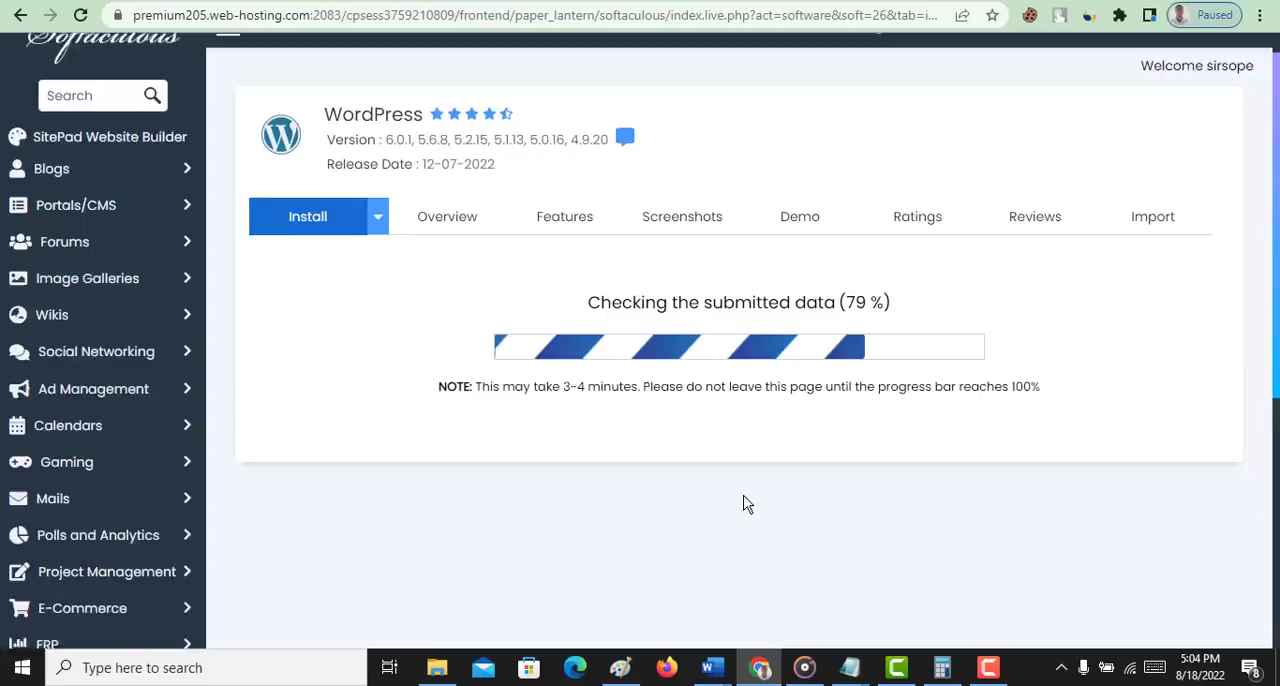 premium205.web-hosting.com:2083/cpsess3759210809/frontend/paper_lantern/softaculous/index.live.php?act=software&soft=26&tab=i...
Paused
Softaculous
Welcome sirsope
Search
SitePad Website Builder
Blogs
Portals/CMS
Forums
Image Galleries
Wikis
Social Networking
Ad Management
Calendars
Gaming
Mails
Polls and Analytics
Project Management
E-Commerce
ERP
WordPress
Version : 6.0.1, 5.6.8, 5.2.15, 5.1.13, 5.0.16, 4.9.20
Release Date : 12-07-2022
Install
Overview
Features
Screenshots
Demo
Ratings
Reviews
Import
Checking the submitted data (79 %)
NOTE: This may take 3-4 minutes. Please do not leave this page until the progress bar reaches 100%
Type here to search
5:04 PM
8/18/2022
8